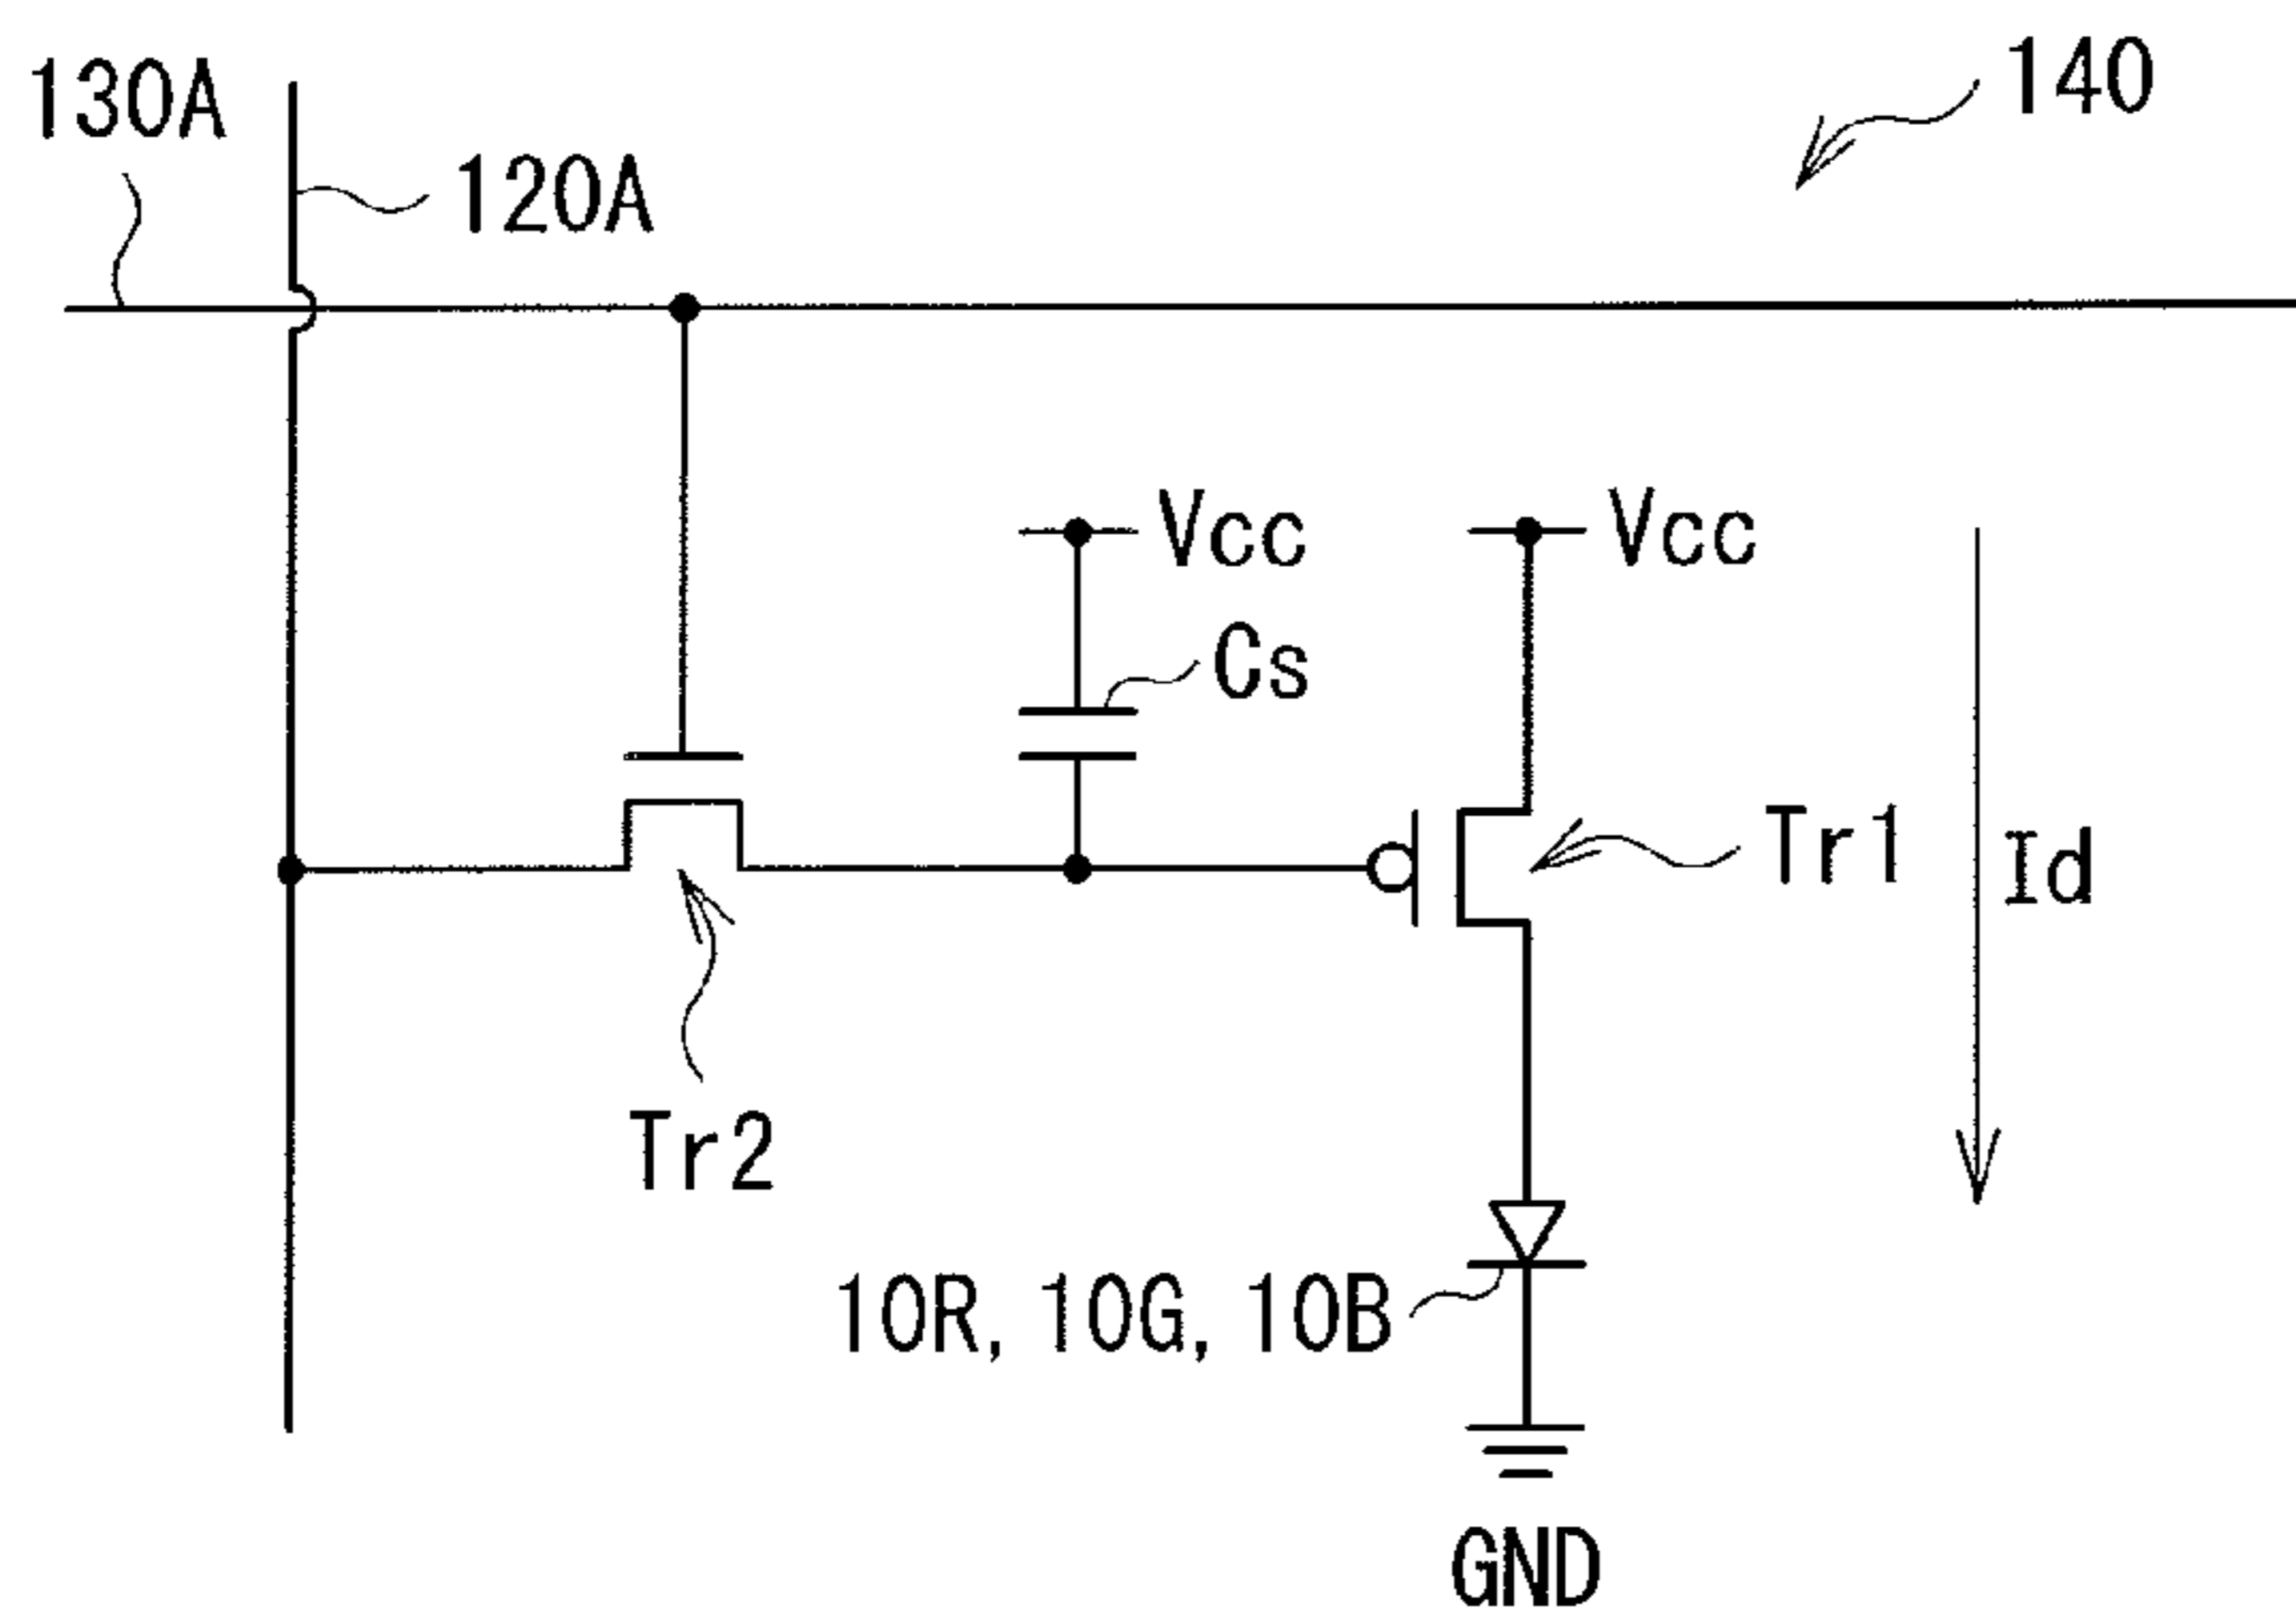 140
130A
120A
Vcc
Vcc
Cs
Tr1
Id
Tr2
10R, 10G, 10B
GND